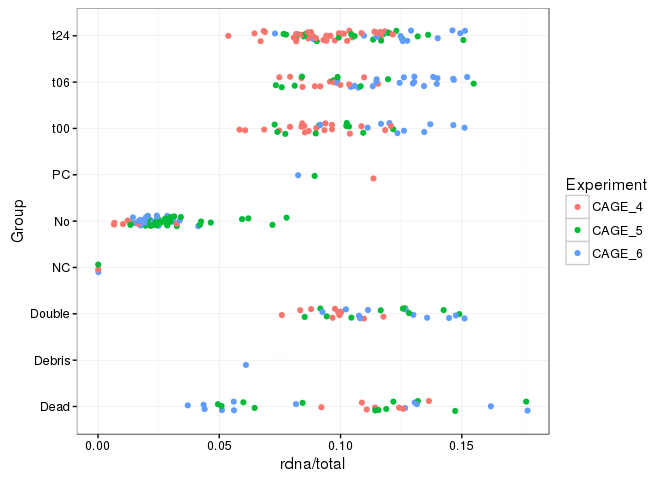 t24
t06
t00
PC
No
NC
Double
Debris
Dead
Group
0.00 0.05 0.10 0.15
rdna/total
Experiment
CAGE_4
CAGE_5
CAGE_6